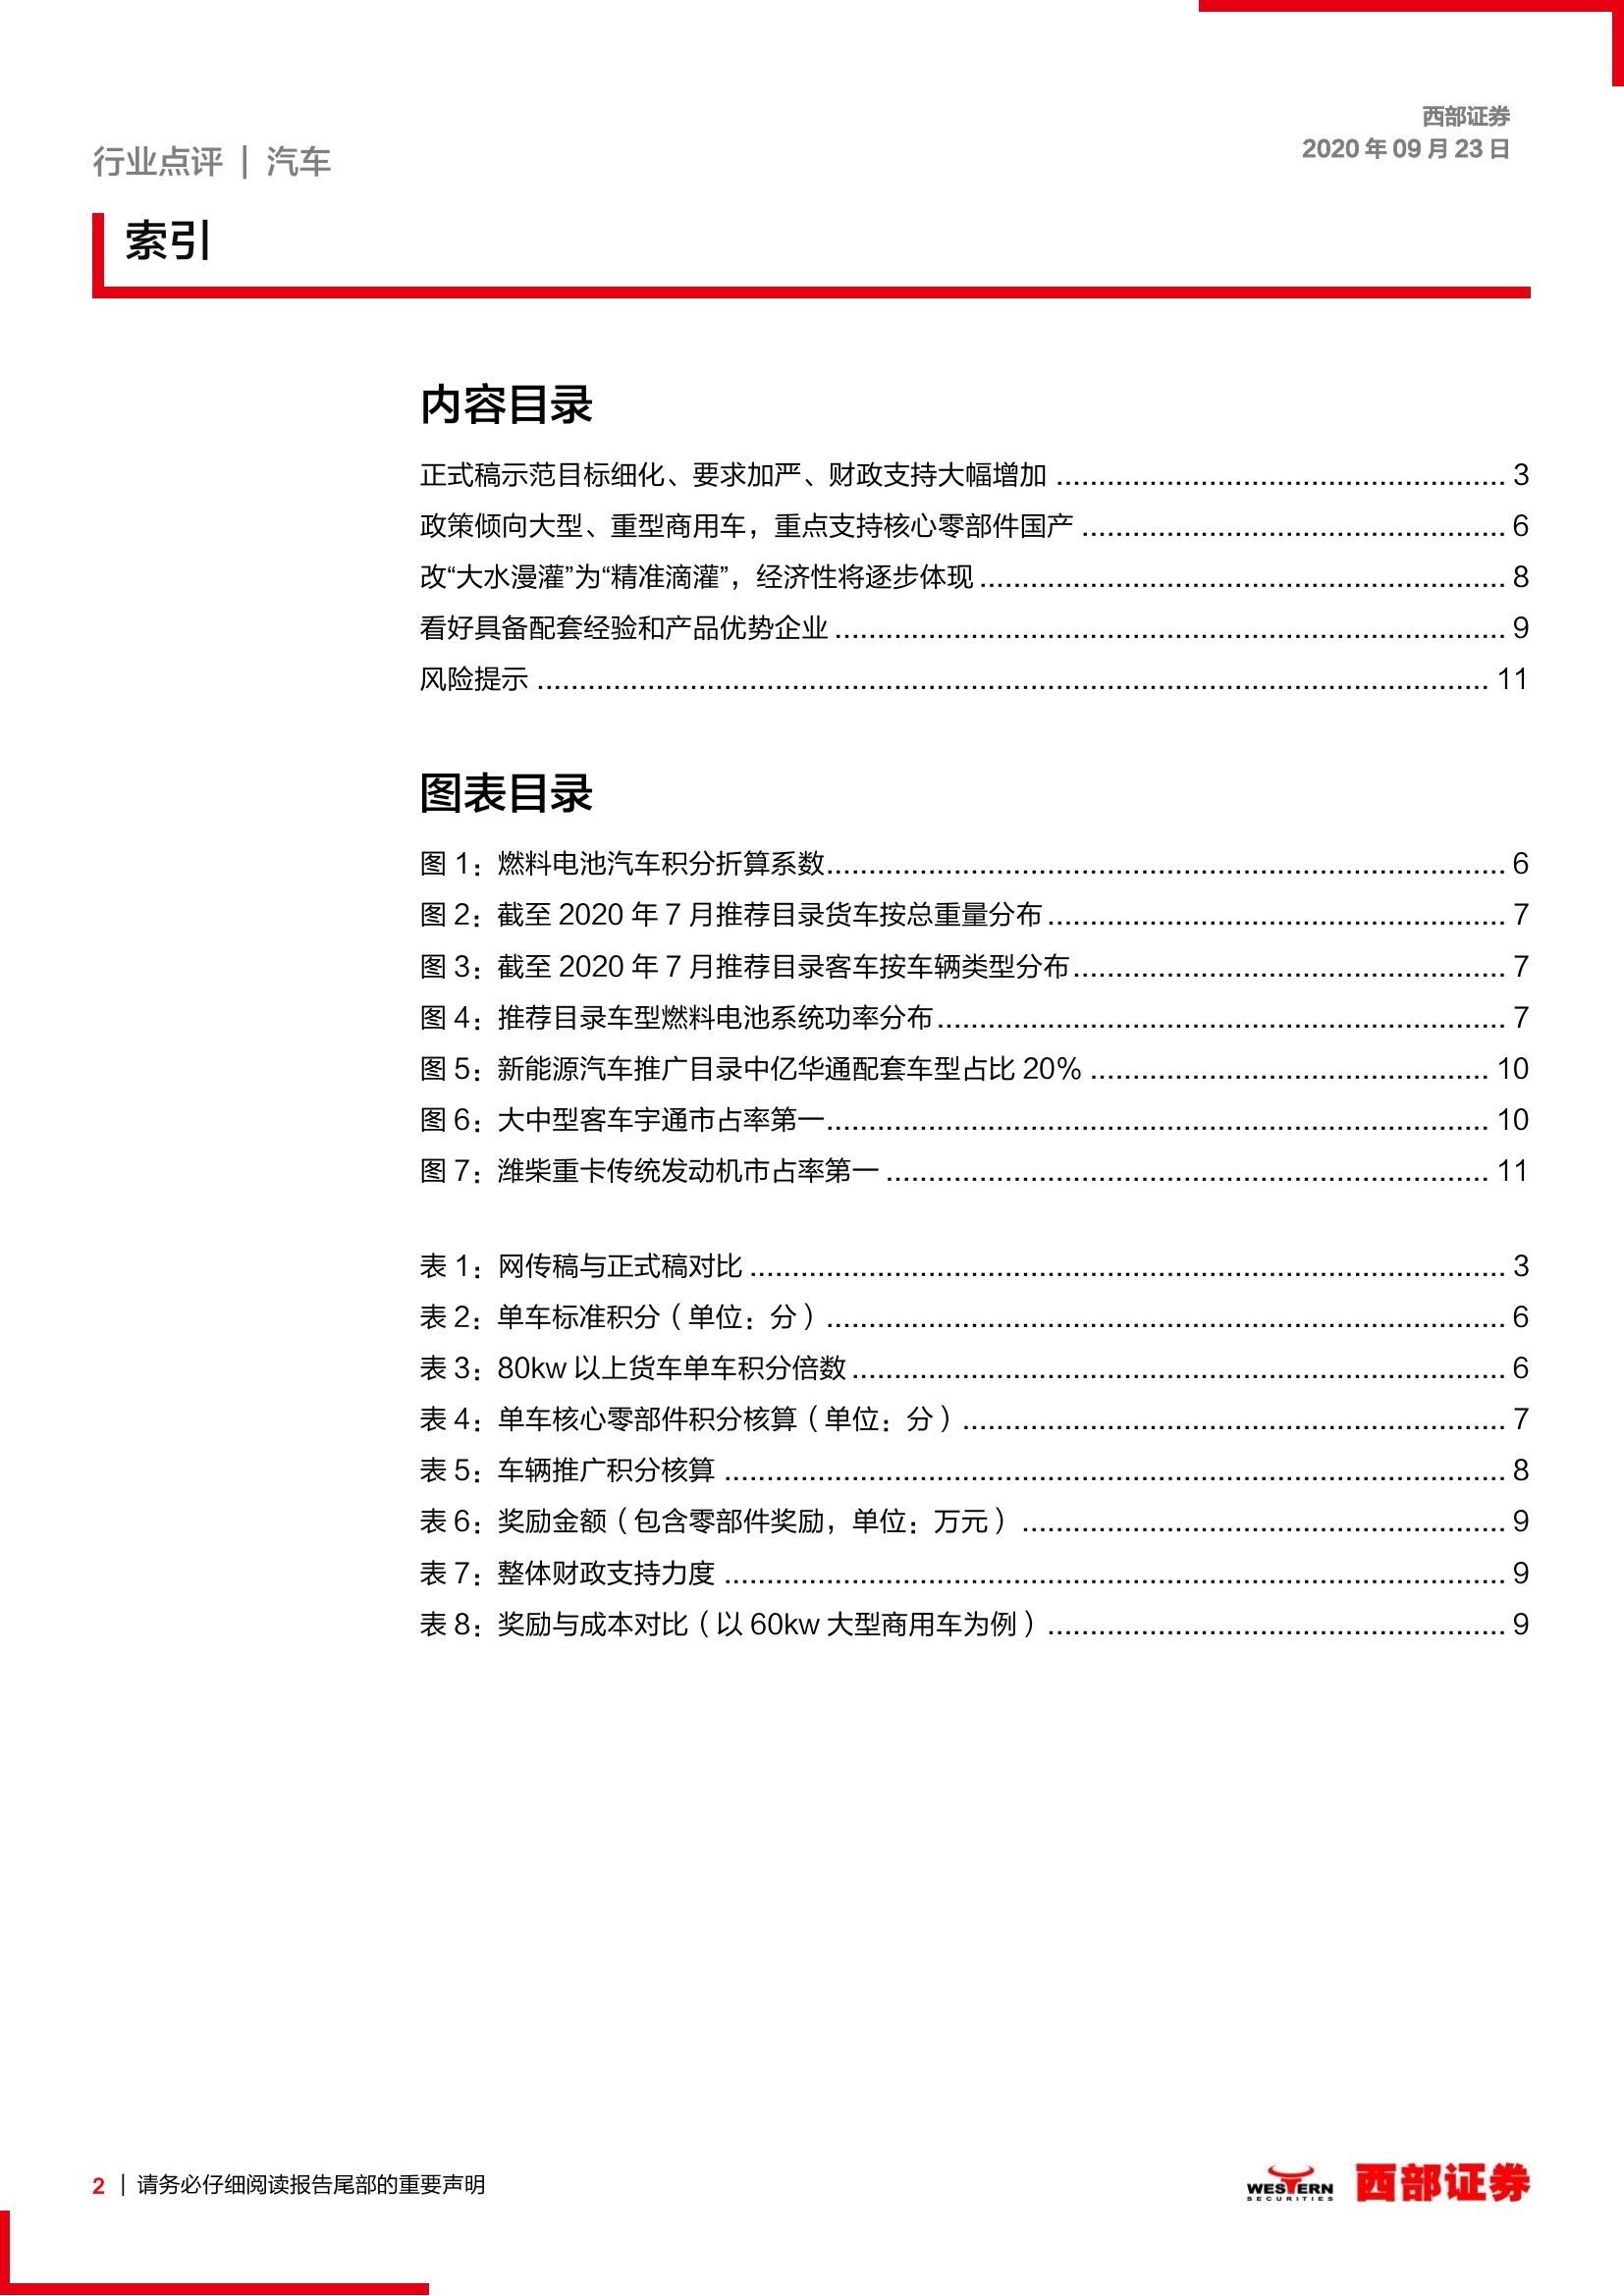 西部证券
2020 年 09 月 23 日
行业点评 | 汽车
索引
内容目录
正式稿示范目标细化、要求加严、财政支持大幅增加 ..................................................... 3
政策倾向大型、重型商用车，重点支持核心零部件国产 .................................................. 6
改“大水漫灌”为“精准滴灌”，经济性将逐步体现 .............................................................. 8
看好具备配套经验和产品优势企业 ............................................................................... 9
风险提示 ................................................................................................................ 11
图表目录
图 1：燃料电池汽车积分折算系数................................................................................ 6
图 2：截至 2020 年 7 月推荐目录货车按总重量分布 ...................................................... 7
图 3：截至 2020 年 7 月推荐目录客车按车辆类型分布................................................... 7
图 4：推荐目录车型燃料电池系统功率分布................................................................... 7
图 5：新能源汽车推广目录中亿华通配套车型占比 20% ............................................... 10
图 6：大中型客车宇通市占率第一.............................................................................. 10
图 7：潍柴重卡传统发动机市占率第一 ....................................................................... 11
表 1：网传稿与正式稿对比 ......................................................................................... 3
表 2：单车标准积分（单位：分）................................................................................ 6
表 3：80kw 以上货车单车积分倍数 ............................................................................. 6
表 4：单车核心零部件积分核算（单位：分）................................................................ 7
表 5：车辆推广积分核算 ............................................................................................ 8
表 6：奖励金额（包含零部件奖励，单位：万元） ......................................................... 9
表 7：整体财政支持力度 ............................................................................................ 9
表 8：奖励与成本对比（以 60kw 大型商用车为例）...................................................... 9
2 | 请务必仔细阅读报告尾部的重要声明
WESTERN
SECURITIES
西部证券